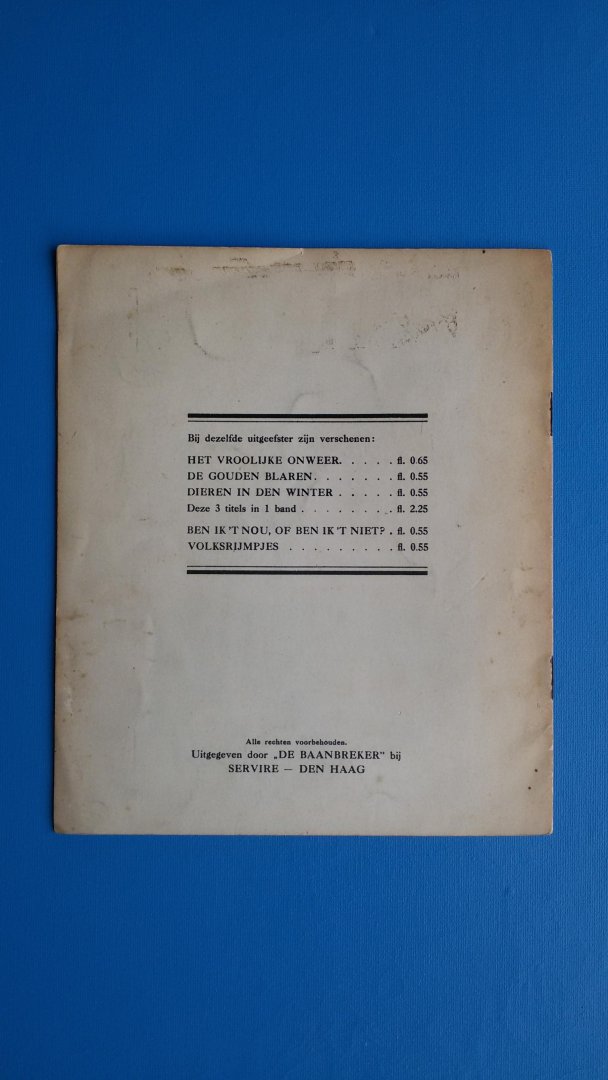 Bij dezelfde uitgeefster zijn verschenen:
HET VROOLIJKE ONWEER. . . . . fl. 0.65
DE GOUDEN BLAREN. . . . . . . fl. 0.55
DIEREN IN DEN WINTER . . . . . fl. 0.55
Deze 3 titels in 1 band . . . . . . . . fl. 2.25
BEN IK 'T NOU, OF BEN IK 'T NIET? . fl. 0.55
VOLKSRIJMPJES . . . . . . . . . fl. 0.55
Alle rechten voorbehouden.
Uitgegeven door „DE BAANBREKER” bij
SERVIRE — DEN HAAG